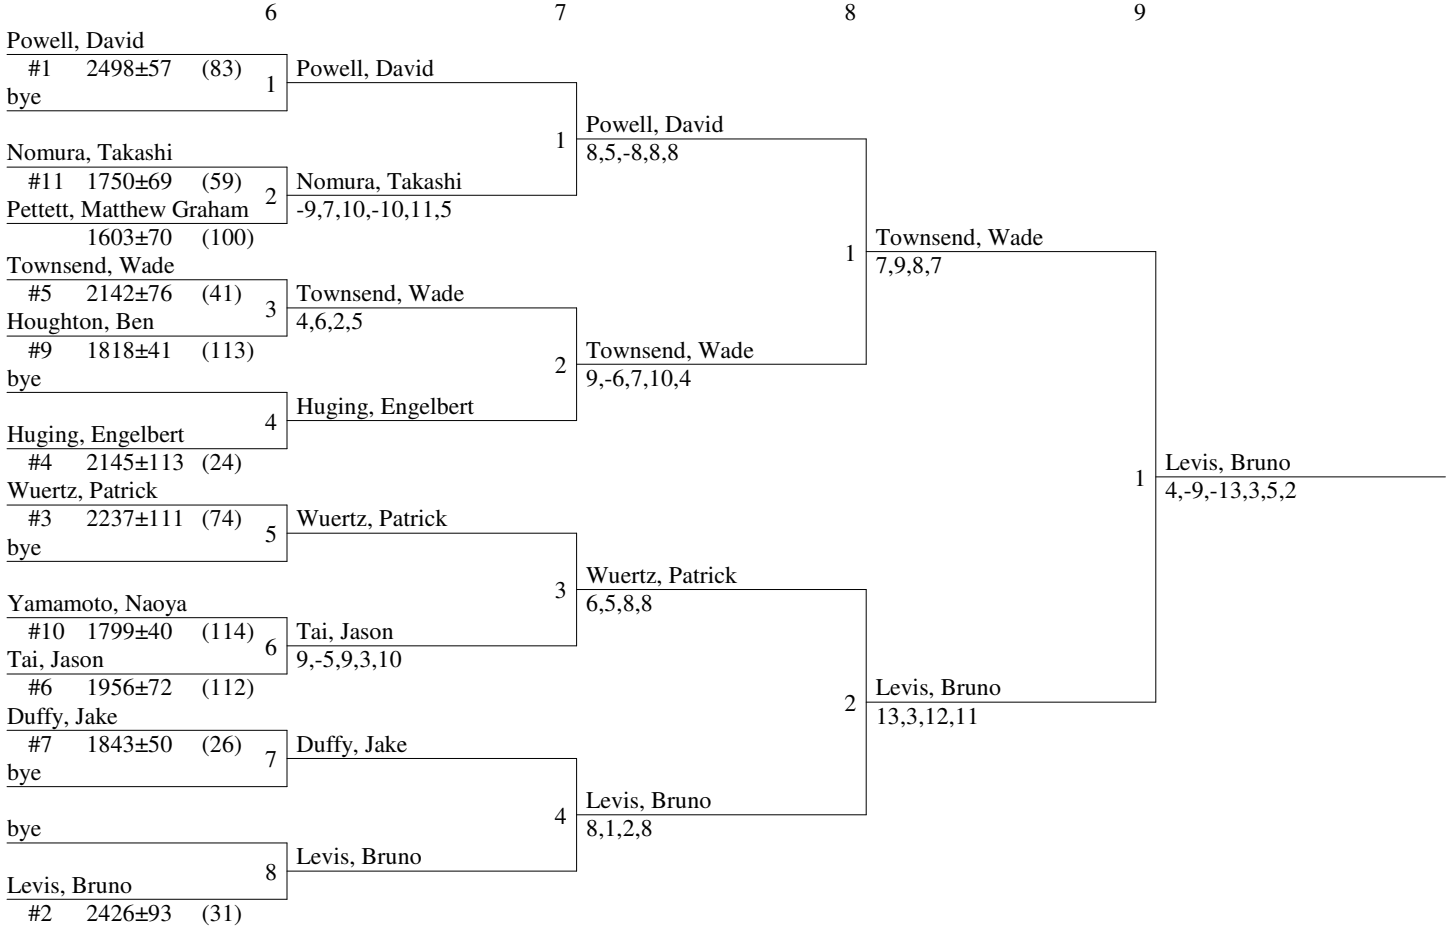 6 7 8 9
Powell, David
#1 2498±57 (83)
bye
1
Powell, David
Nomura, Takashi
#11 1750±69 (59)
Pettett, Matthew Graham
1603±70 (100)
2
Nomura, Takashi
-9,7,10,-10,11,5
1
Powell, David
8,5,-8,8,8
Townsend, Wade
#5 2142±76 (41)
Houghton, Ben
#9 1818±41 (113)
3
Townsend, Wade
4,6,2,5
bye
Huging, Engelbert
#4 2145±113 (24)
4
Huging, Engelbert
2
Townsend, Wade
9,-6,7,10,4
1
Townsend, Wade
7,9,8,7
Wuertz, Patrick
#3 2237±111 (74)
bye
5
Wuertz, Patrick
Yamamoto, Naoya
#10 1799±40 (114)
Tai, Jason
#6 1956±72 (112)
6
Tai, Jason
9,-5,9,3,10
3
Wuertz, Patrick
6,5,8,8
Duffy, Jake
#7 1843±50 (26)
bye
7
Duffy, Jake
bye
Levis, Bruno
#2 2426±93 (31)
8
Levis, Bruno
4
Levis, Bruno
8,1,2,8
2
Levis, Bruno
13,3,12,11
1
Levis, Bruno
4,-9,-13,3,5,2